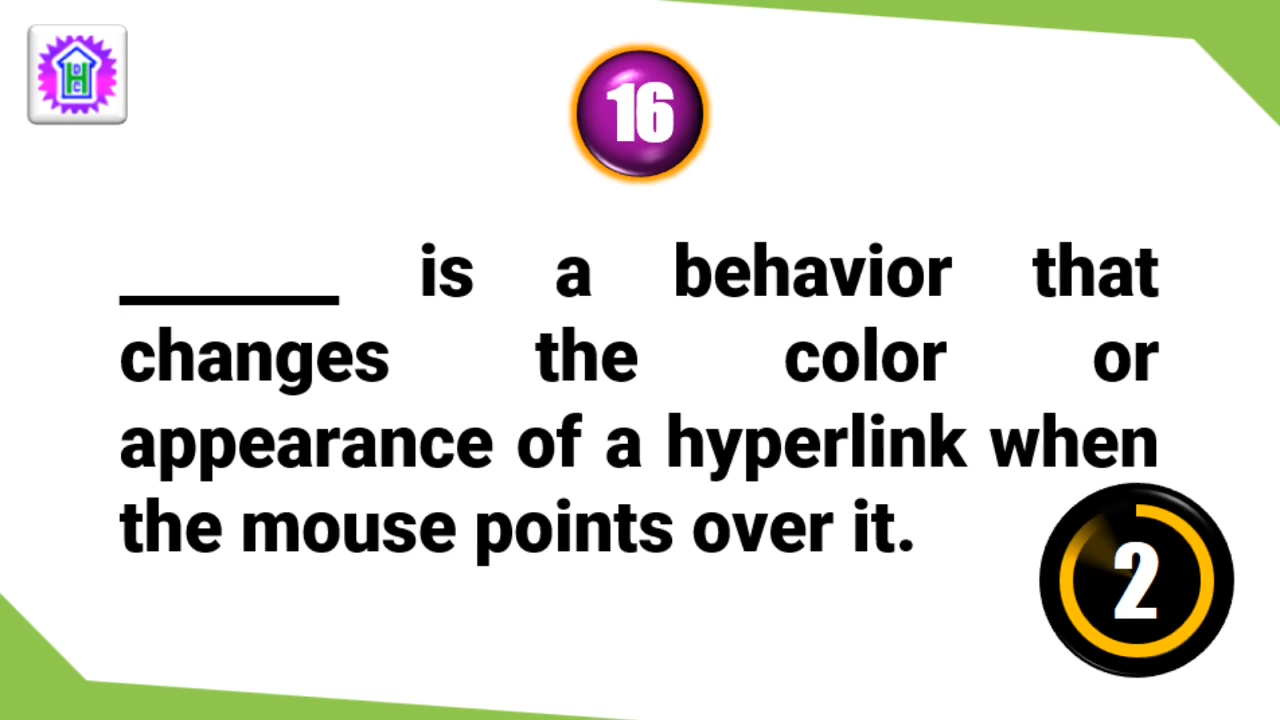 16
______ is a behavior that
changes the color or
appearance of a hyperlink when
the mouse points over it.
2